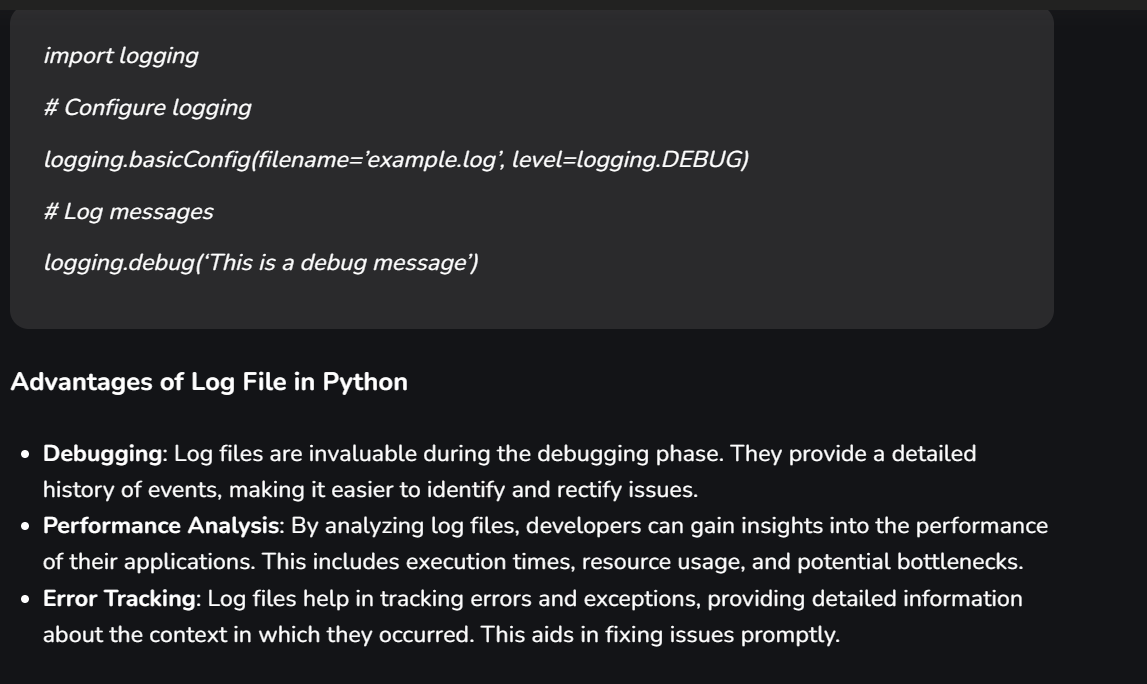 import logging
# Configure logging
logging.basicConfig(filename=’example.log’, level=logging.DEBUG)
# Log messages
logging.debug(‘This is a debug message’)
Advantages of Log File in Python
• Debugging: Log files are invaluable during the debugging phase. They provide a detailed
history of events, making it easier to identify and rectify issues.
• Performance Analysis: By analyzing log files, developers can gain insights into the performance
of their applications. This includes execution times, resource usage, and potential bottlenecks.
• Error Tracking: Log files help in tracking errors and exceptions, providing detailed information
about the context in which they occurred. This aids in fixing issues promptly.